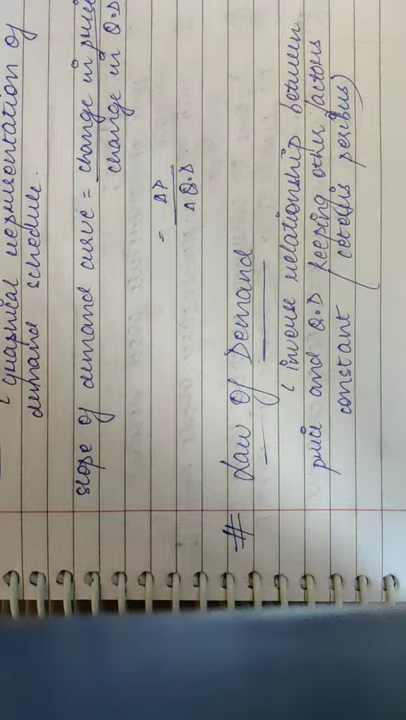 ( graphical representation of
demand schedule.
slope of demand curve = change in price
change in Q.D
= ΔP
ΔQ.D
# Law of Demand
( inverse relationship between
price and Q.D keeping other factors
constant (ceteris peribus)